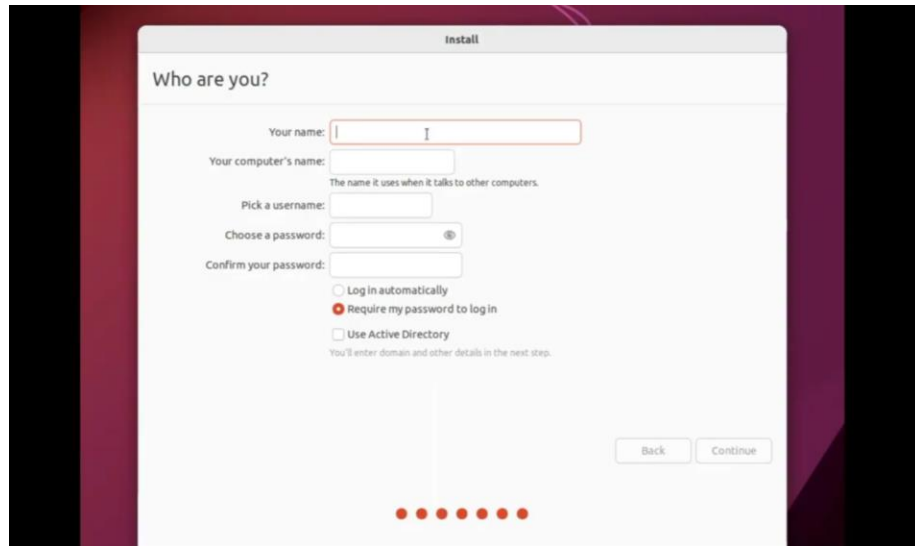 Install
Who are you?
Your name:
Your computer's name:
The name it uses when it talks to other computers.
Pick a username:
Choose a password:
Confirm your password:
Log in automatically
Require my password to log in
Use Active Directory
You'll enter domain and other details in the next step.
Back Continue